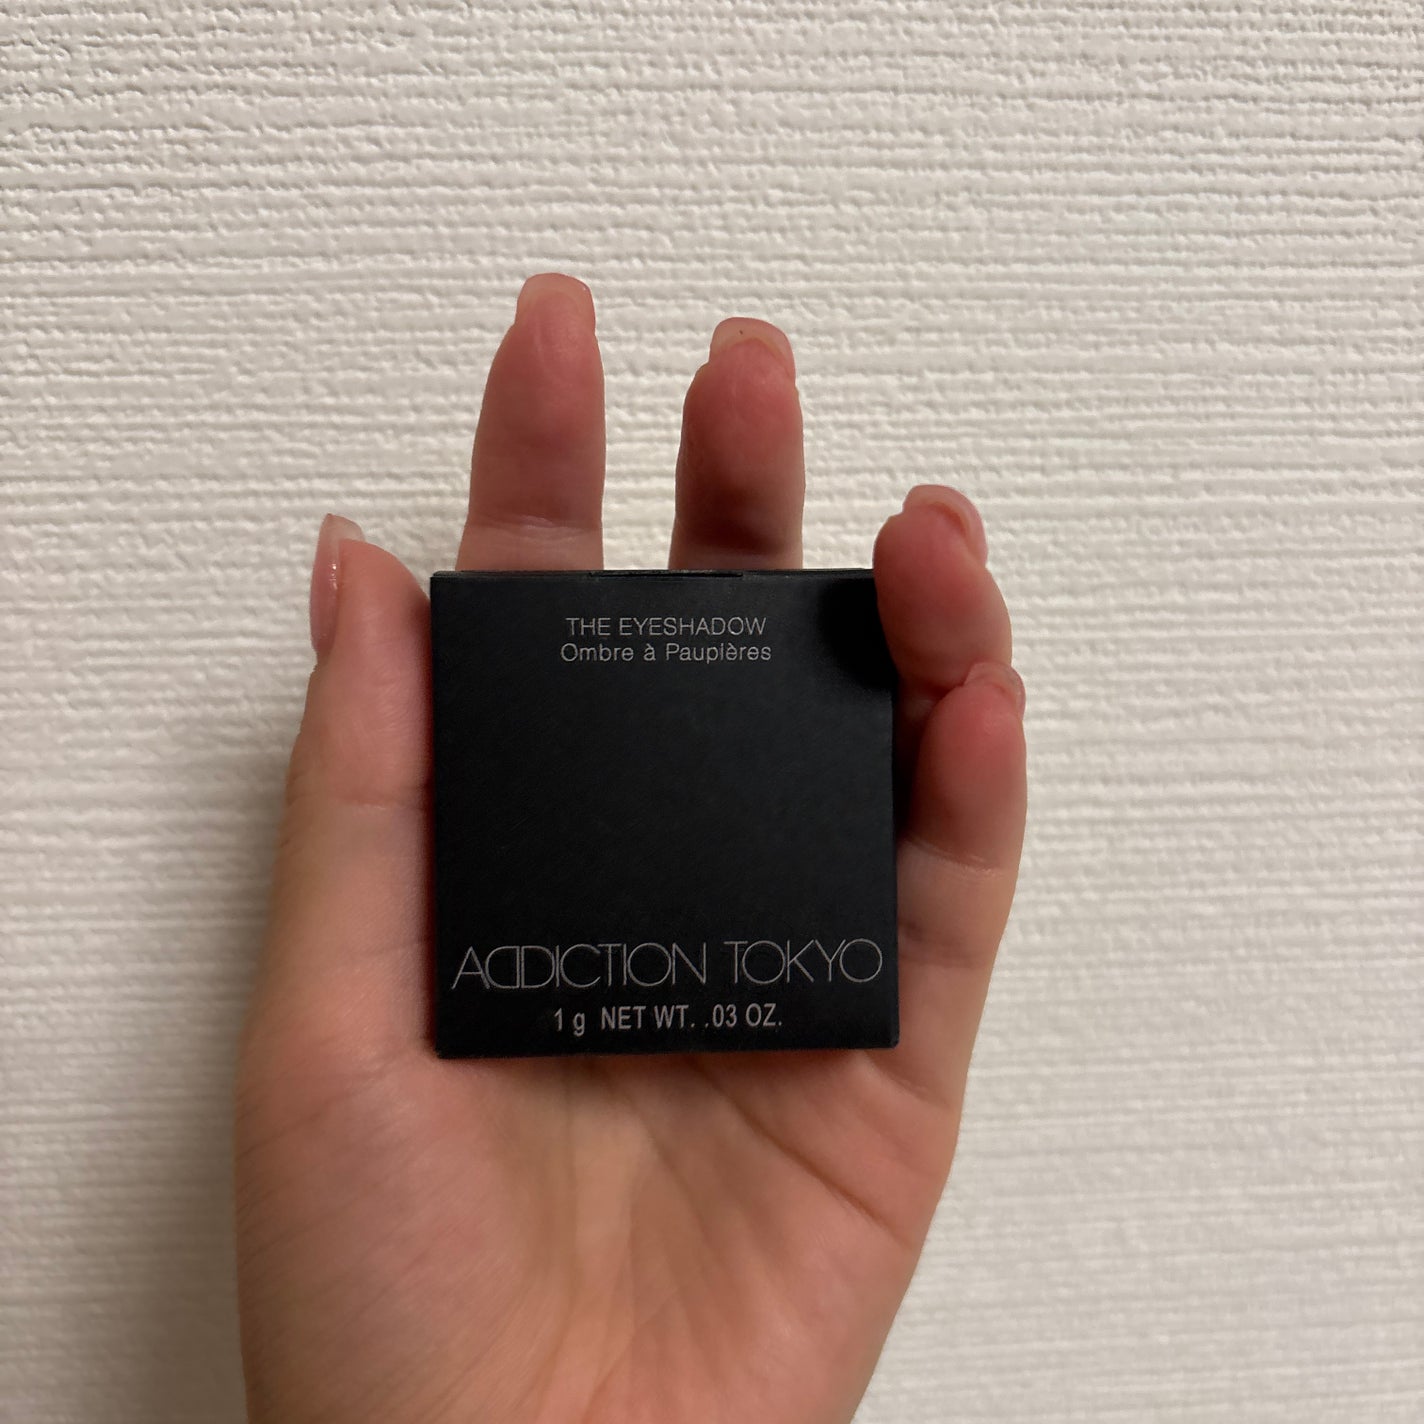 THE EYESHADOW
Ombre à Paupières
ADDICTION TOKYO
1 g NET WT. .03 OZ.